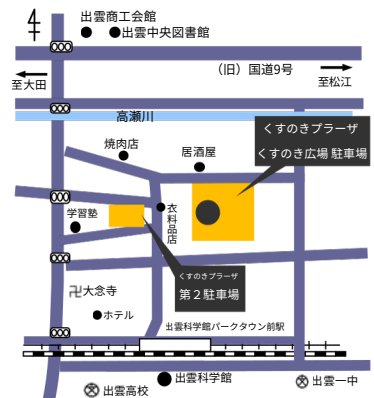 出雲商工会館
出雲中央図書館
（旧）国道9号
至大田
至松江
高瀬川
くすのきプラーザ
くすのき広場 駐車場
焼肉店
居酒屋
衣料品店
学習塾
くすのきプラーザ
第２駐車場
卍大念寺
ホテル
出雲科学館パークタウン前駅
出雲科学館
出雲一中
出雲高校